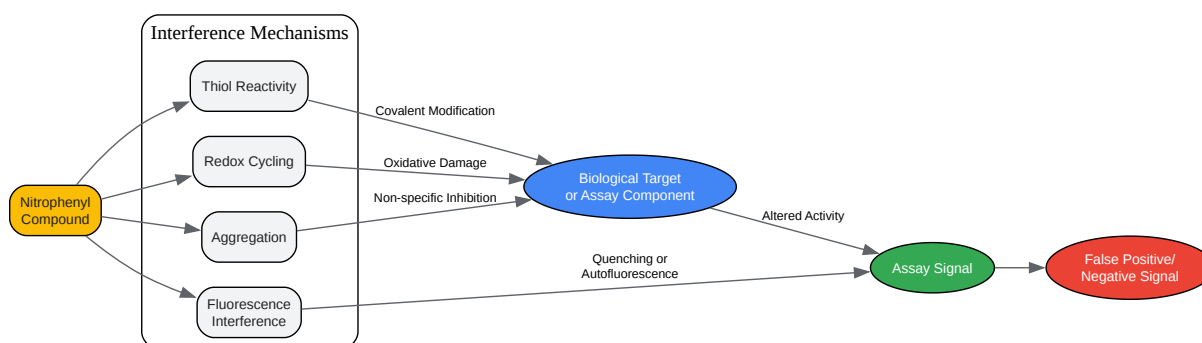 Interference Mechanisms
Thiol Reactivity
Covalent Modification
Redox Cycling
Oxidative Damage
Biological Target
or Assay Component
Nitrophenyl
Compound
Non-specific Inhibition
Altered Activity
Aggregation
Quenching or
Autofluorescence
Assay Signal
False Positive/
Negative Signal
Fluorescence
Interference